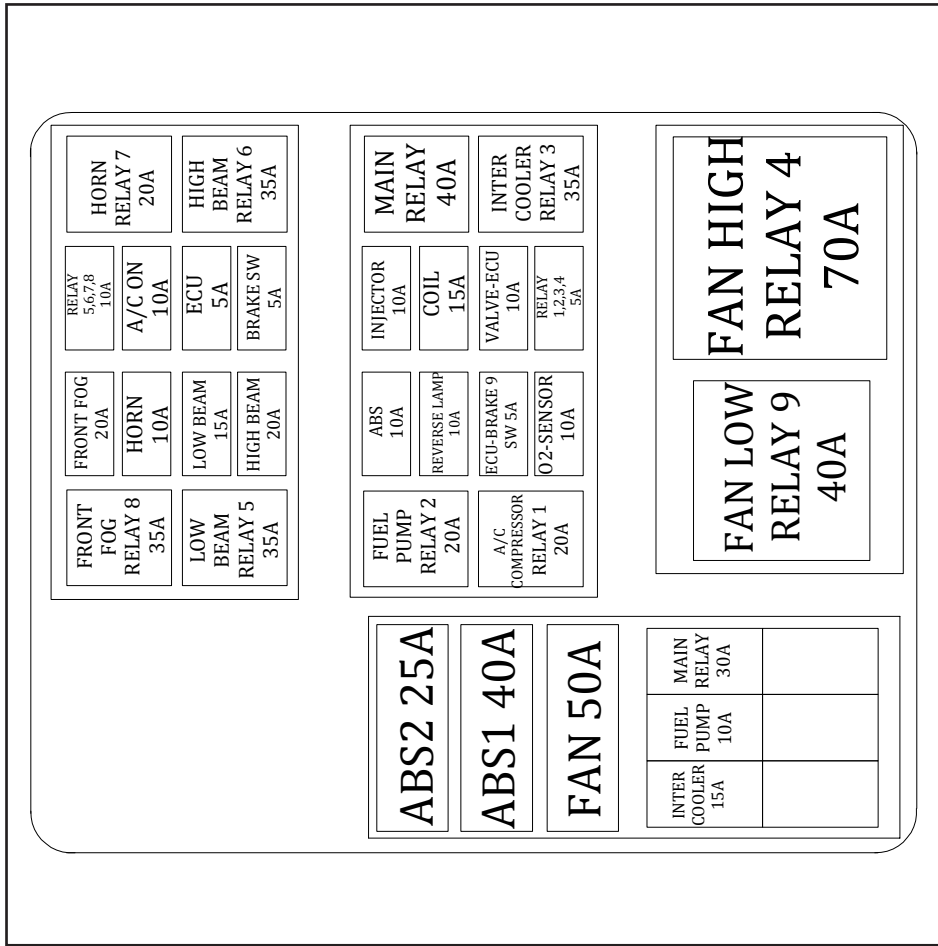 HORN
RELAY 7
20A
HIGH
BEAM
RELAY 6
35A
RELAY
5,6,7,8
10A
A/C ON
10A
ECU
5A
BRAKE SW
5A
FRONT FOG
20A
HORN
10A
LOW BEAM
15A
HIGH BEAM
20A
FRONT
FOG
RELAY 8
35A
LOW
BEAM
RELAY 5
35A
MAIN
RELAY
40A
INTER
COOLER
RELAY 3
35A
INJECTOR
10A
COIL
15A
VALVE-ECU
10A
RELAY
1,2,3,4
5A
ABS
10A
REVERSE LAMP
10A
ECU-BRAKE 9
SW 5A
O2-SENSOR
10A
FUEL
PUMP
RELAY 2
20A
A/C
COMPRESSOR
RELAY 1
20A
FAN HIGH
RELAY 4
70A
FAN LOW
RELAY 9
40A
ABS2 25A
ABS1 40A
FAN 50A
MAIN
RELAY
30A
FUEL
PUMP
10A
INTER
COOLER
15A